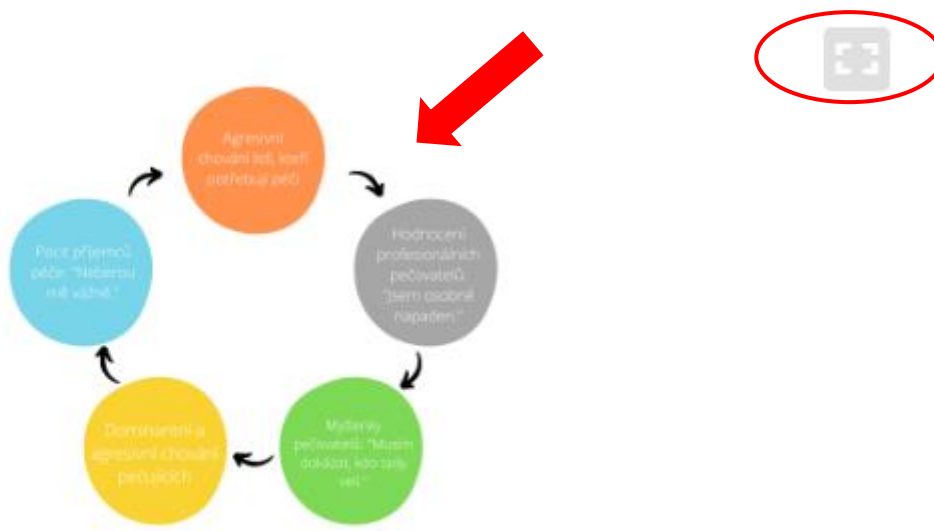 Agresivní
chování lidí, kteří
potřebují péči
Hodnocení
profesionálních
pečovatelů:
"Jsem osobně
napaden."
Myšlenky
pečovatelů: "Musím
dokázat, kdo tady
velí."
Dominantní a
agresivní chování
pečujících
Pocit příjemců
péče: "Neberou
mě vážně."